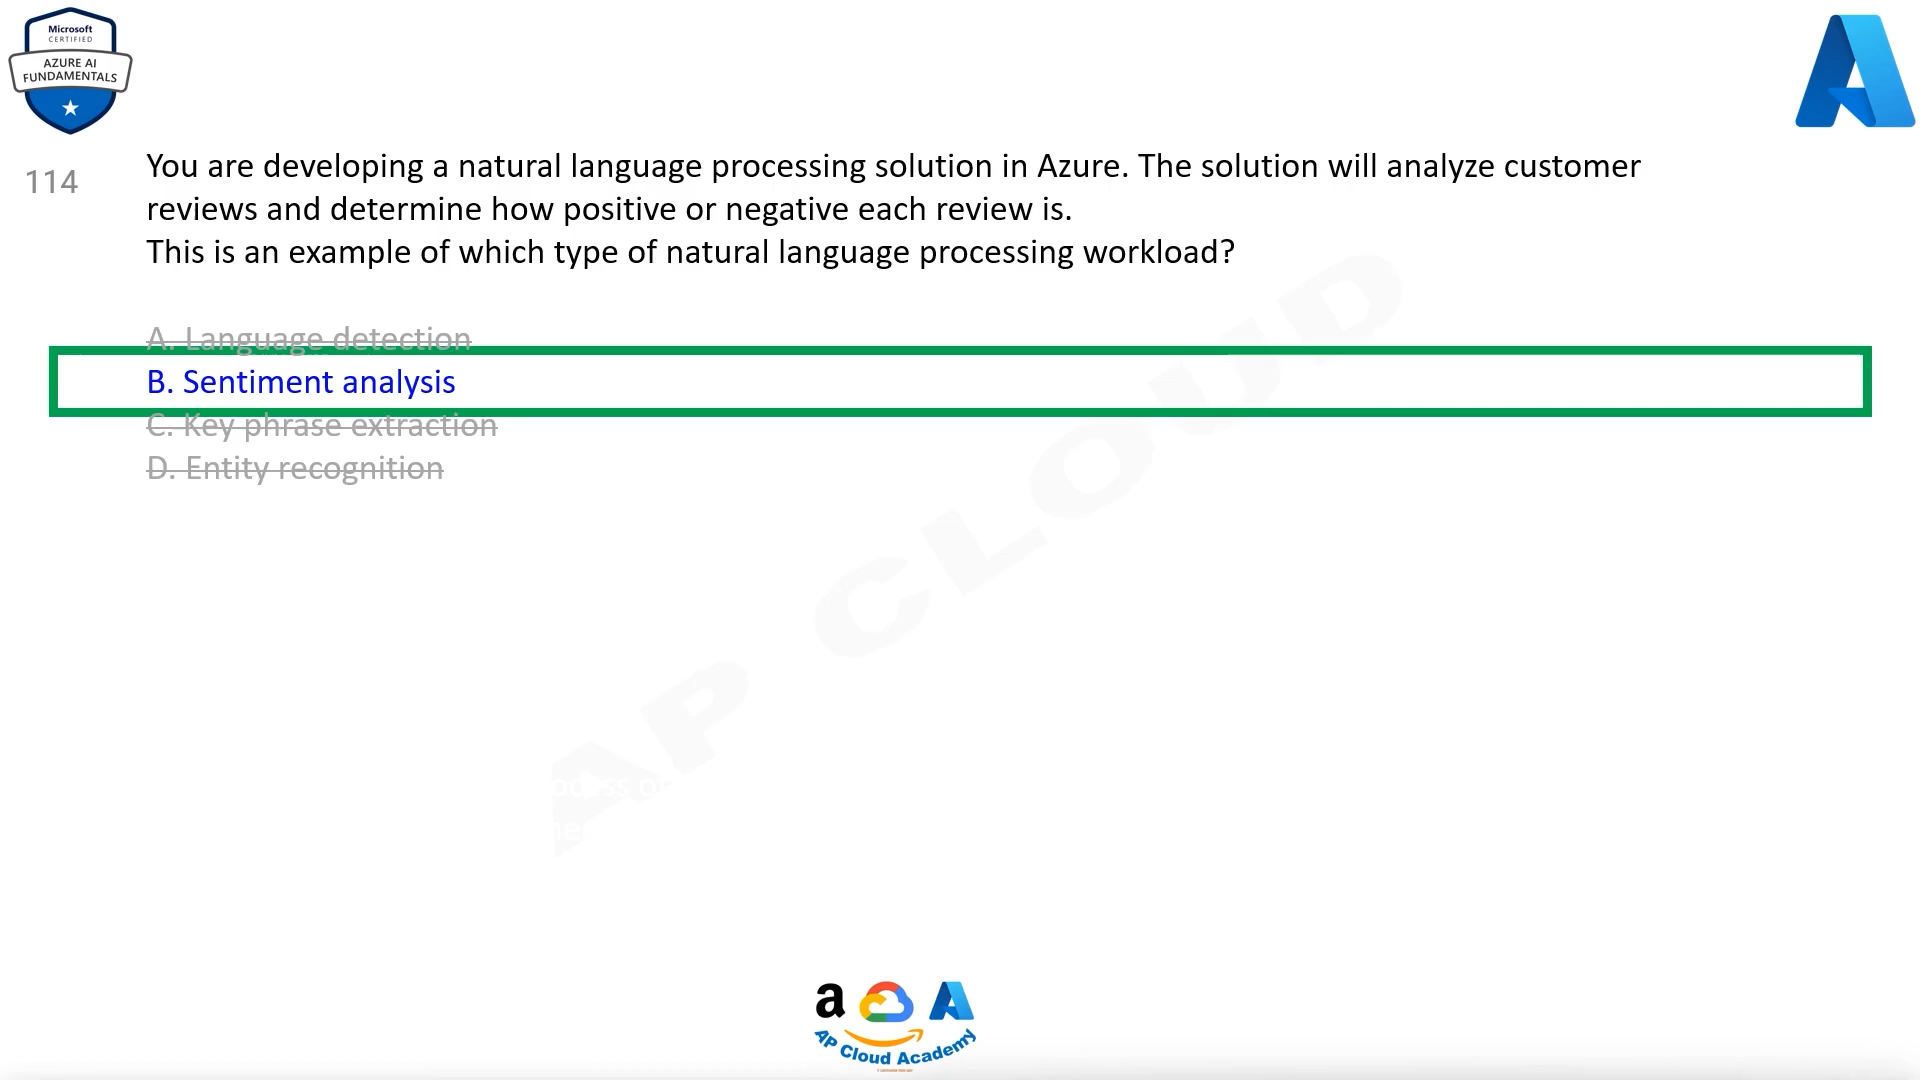 Microsoft
CERTIFIED
AZURE AI
FUNDAMENTALS
114
You are developing a natural language processing solution in Azure. The solution will analyze customer
reviews and determine how positive or negative each review is.
This is an example of which type of natural language processing workload?
A. Language detection
B. Sentiment analysis
C. Key phrase extraction
D. Entity recognition
AP CLOUD
a
AP Cloud Academy